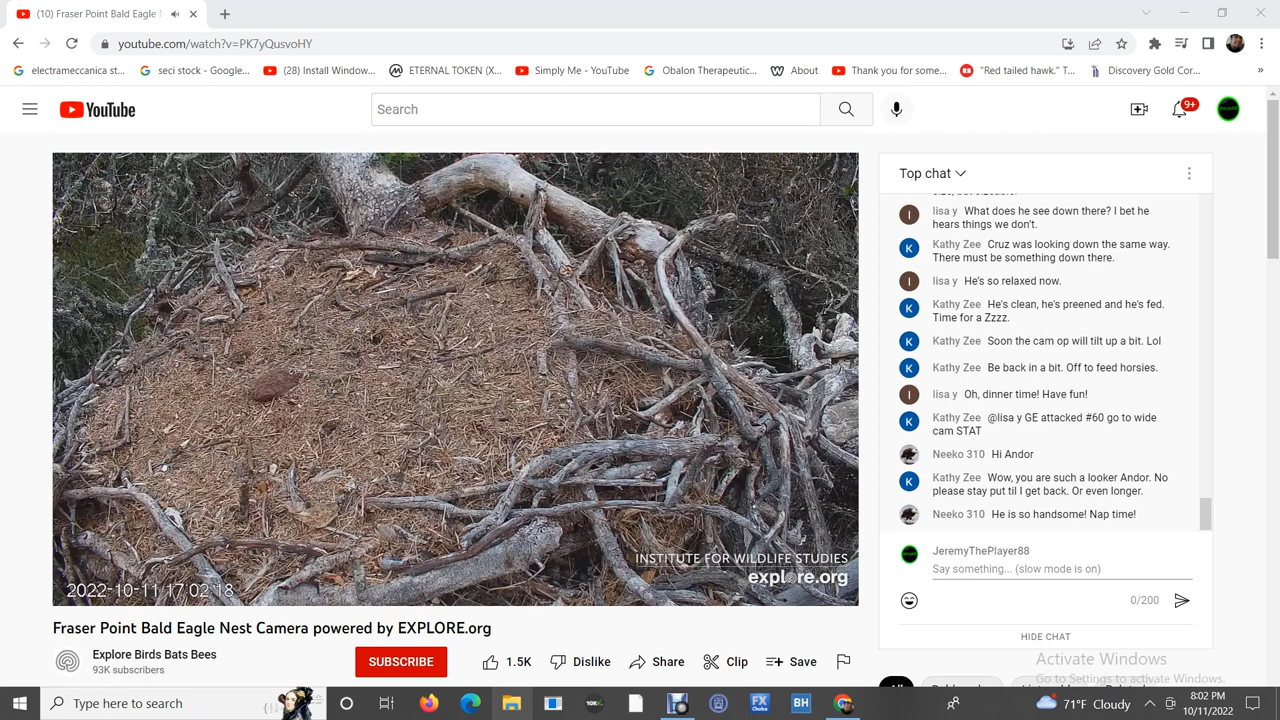 (10) Fraser Point Bald Eagle N
youtube.com/watch?v=PK7yQusvoHY
electrameccanica st...
seci stock - Google...
(28) Install Window...
ETERNAL TOKEN (X...
Simply Me - YouTube
Obalon Therapeutic...
About
Thank you for some...
"Red tailed hawk." T...
Discovery Gold Cor...
»
YouTube
Search
9+
Top chat
lisa y What does he see down there? I bet he
hears things we don't.
Kathy Zee Cruz was looking down the same way.
There must be something down there.
lisa y He's so relaxed now.
Kathy Zee He's clean, he's preened and he's fed.
Time for a Zzzz.
Kathy Zee Soon the cam op will tilt up a bit. Lol
Kathy Zee Be back in a bit. Off to feed horsies.
lisa y Oh, dinner time! Have fun!
Kathy Zee @lisa y GE attacked #60 go to wide
cam STAT
Neeko 310 Hi Andor
Kathy Zee Wow, you are such a looker Andor. No
please stay put til I get back. Or even longer.
Neeko 310 He is so handsome! Nap time!
JeremyThePlayer88
Say something... (slow mode is on)
0/200
HIDE CHAT
INSTITUTE FOR WILDLIFE STUDIES
explore.org
2022-10-11 17:02:18
Fraser Point Bald Eagle Nest Camera powered by EXPLORE.org
Explore Birds Bats Bees
93K subscribers
SUBSCRIBE
1.5K
Dislike
Share
Clip
Save
Activate Windows
Go to Settings to activate Windows.
Type here to search
10K
FX
Choice
BH
71°F Cloudy
8:02 PM
10/11/2022